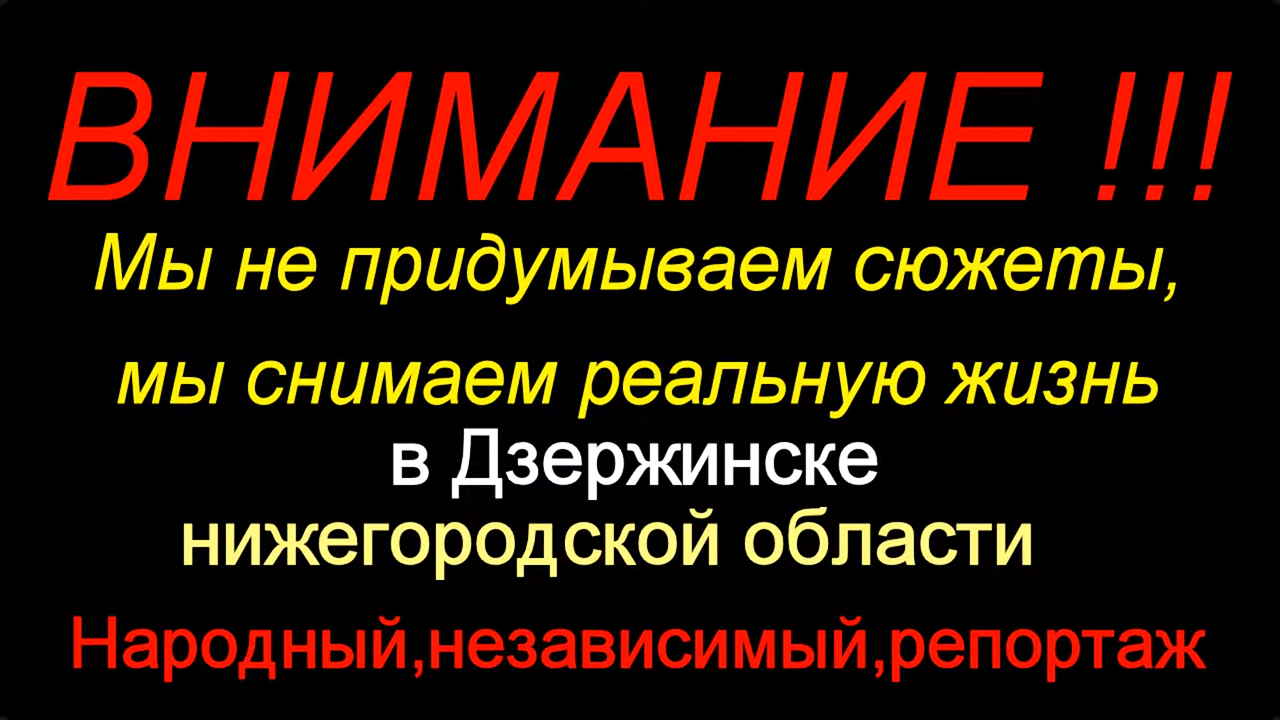 ВНИМАНИЕ !!!
Мы не придумываем сюжеты,
мы снимаем реальную жизнь
в Дзержинске
нижегородской области
Народный,независимый,репортаж